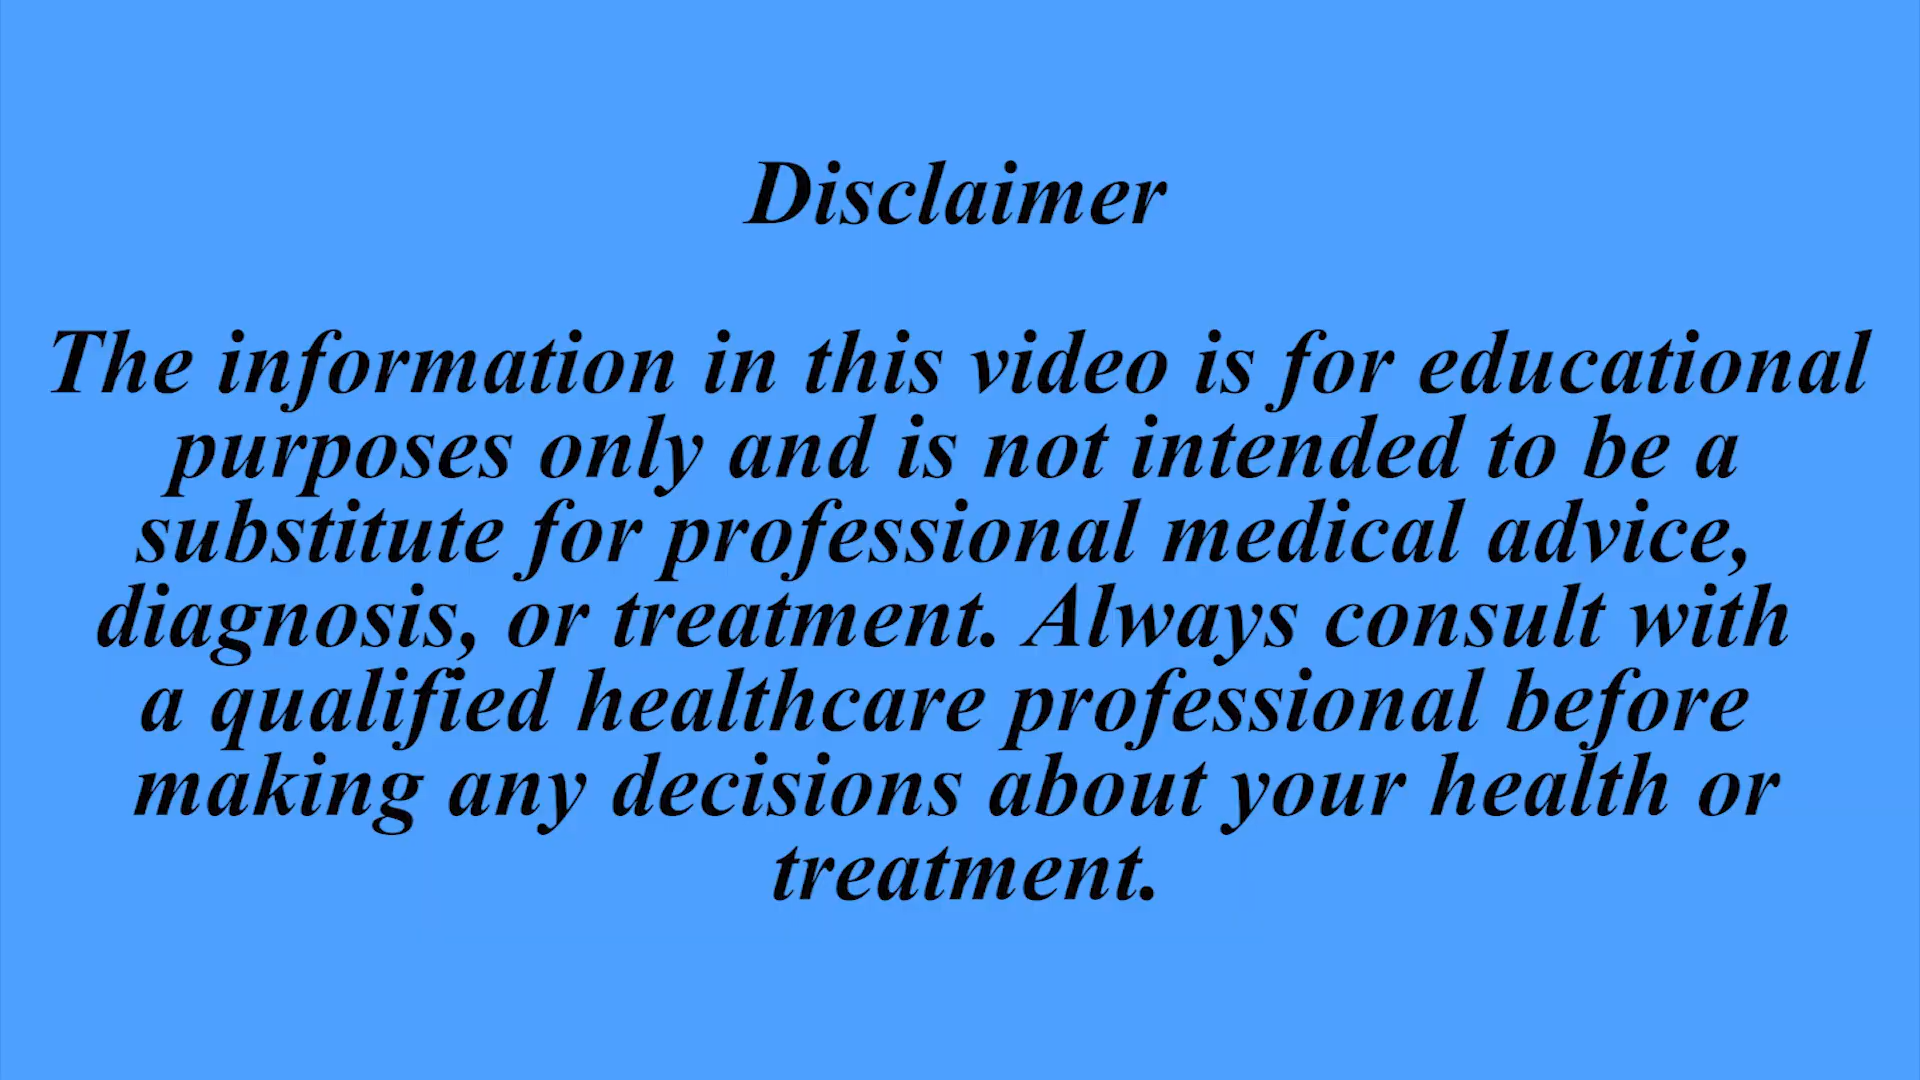 Disclaimer
The information in this video is for educational
purposes only and is not intended to be a
substitute for professional medical advice,
diagnosis, or treatment. Always consult with
a qualified healthcare professional before
making any decisions about your health or
treatment.